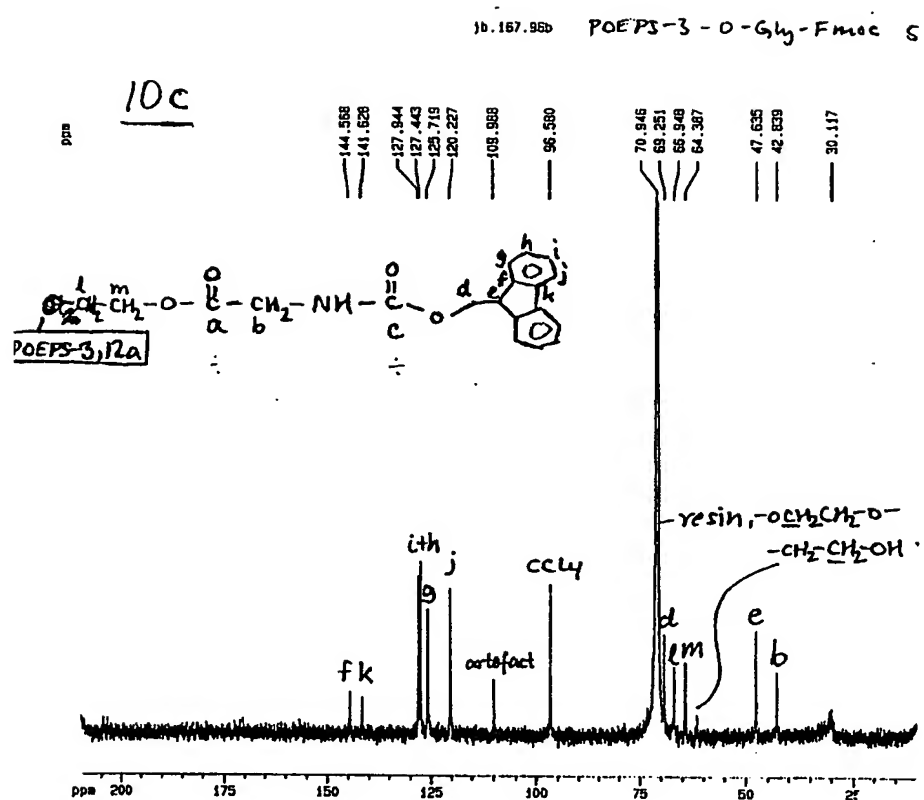 jb.167.96b POEPS-3-O-Gly-Fmoc 5
10c
ppm
144.568
141.628
127.944
127.443
125.719
120.227
109.988
96.580
70.946
69.251
66.948
64.387
47.635
42.839
30.117
l m O O h i
CH₂-O-C-CH₂-NH-C-O d e f g j k
a b c
÷ ÷
POEPS-3, 12a
resin, -OCH₂CH₂-O-
-CH₂-CH₂-OH
i+h
g
j
CCl4
artefact
f k
d
l m
e
b
ppm 200 175 150 125 100 75 50 25